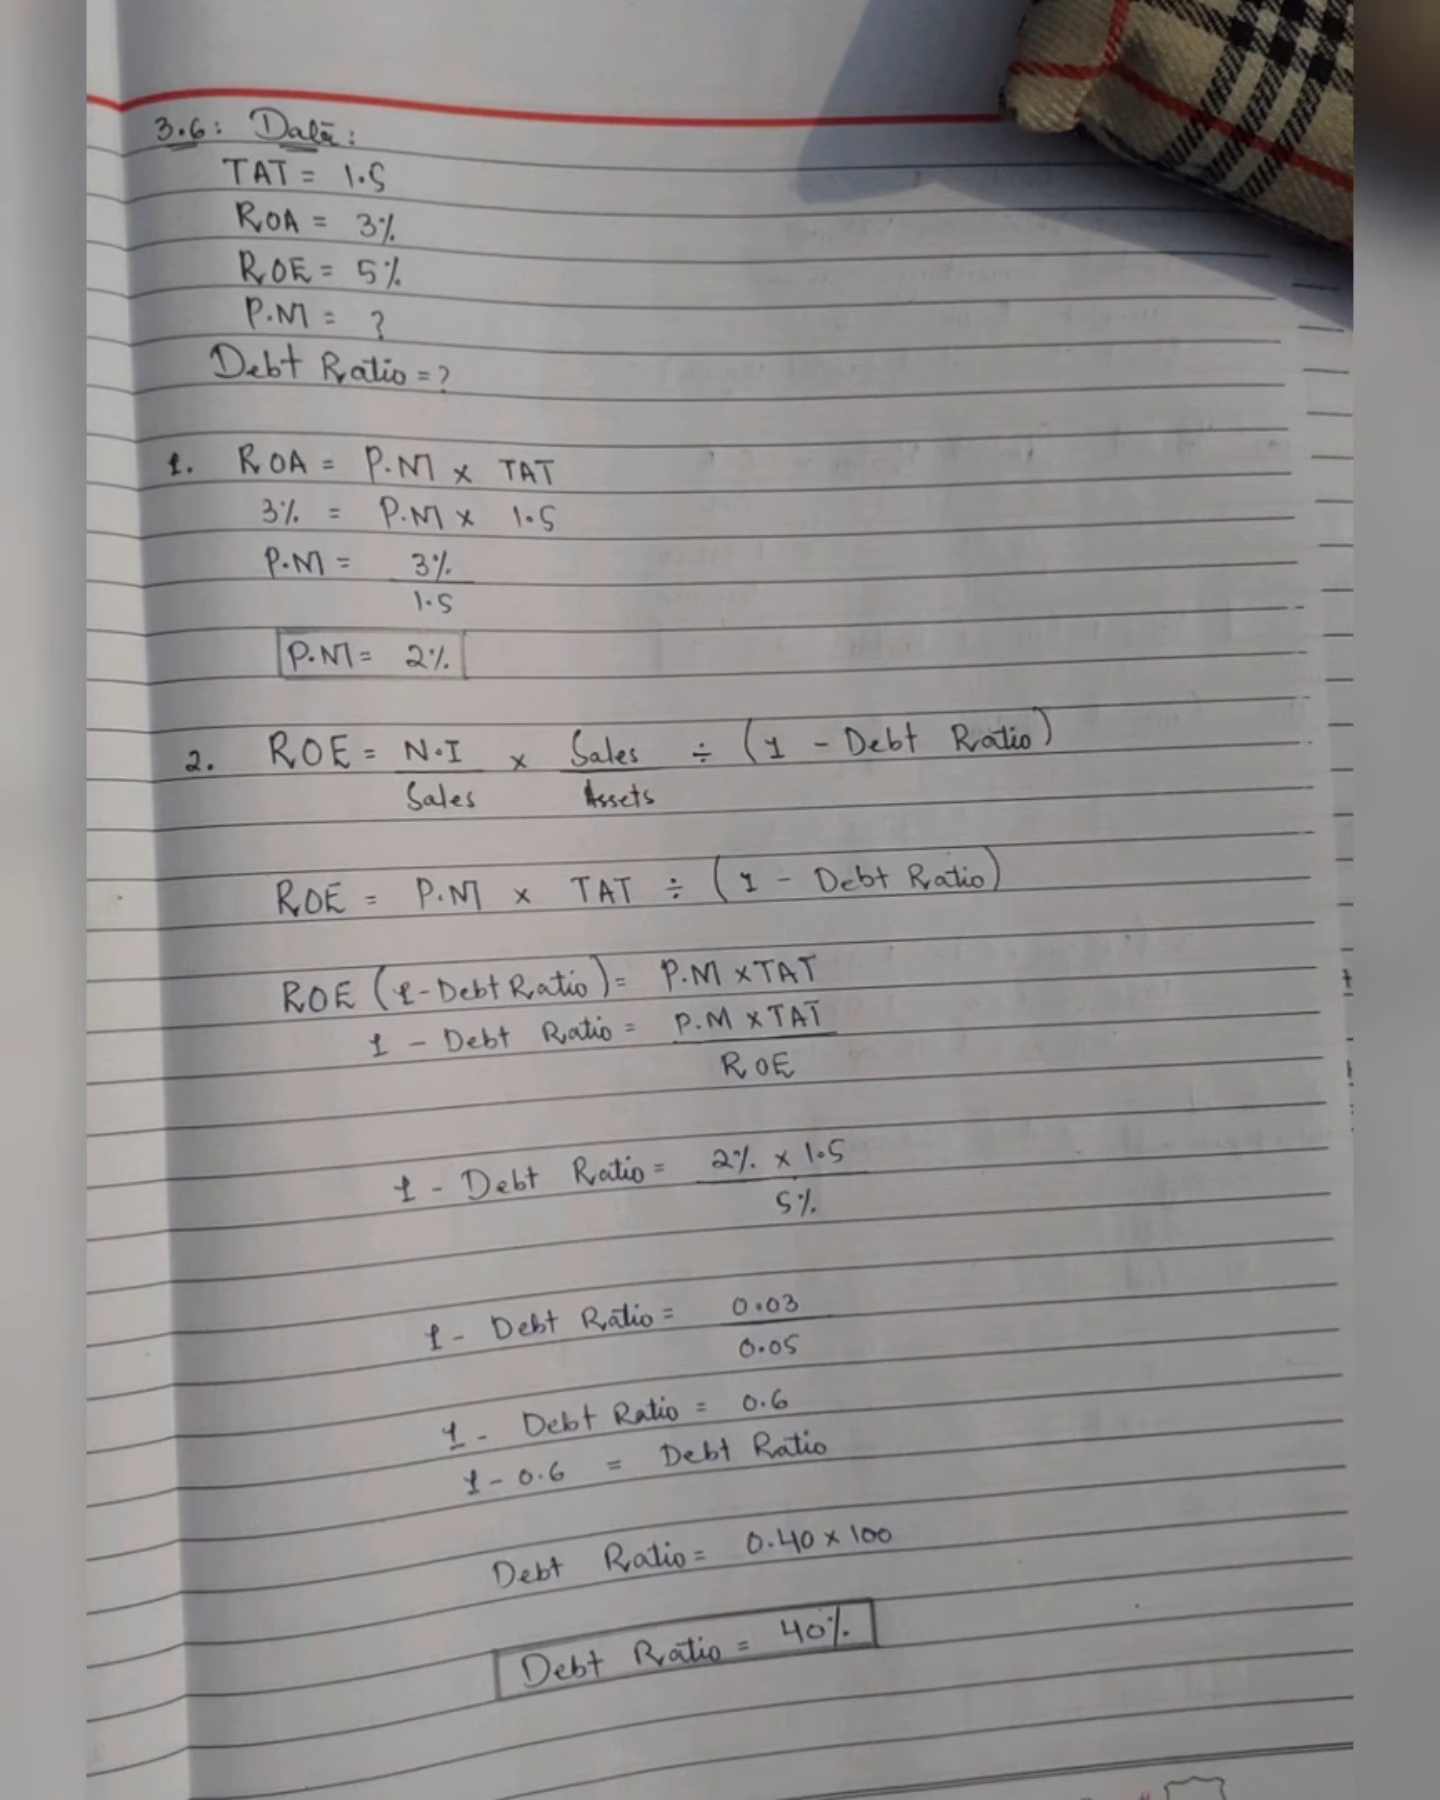 3.6: Data:
TAT = 1.5
ROA = 3%
ROE = 5%
P.M = ?
Debt Ratio = ?
1. ROA = P.M x TAT
3% = P.M x 1.5
P.M = 3%
1.5
P.M = 2%
2. ROE = N.I x Sales ÷ (1 - Debt Ratio)
Sales Assets
ROE = P.M x TAT ÷ (1 - Debt Ratio)
ROE (1 - Debt Ratio) = P.M x TAT
1 - Debt Ratio = P.M x TAT
ROE
1 - Debt Ratio = 2% x 1.5
5%
1 - Debt Ratio = 0.03
0.05
1 - Debt Ratio = 0.6
1 - 0.6 = Debt Ratio
Debt Ratio = 0.40 x 100
Debt Ratio = 40%